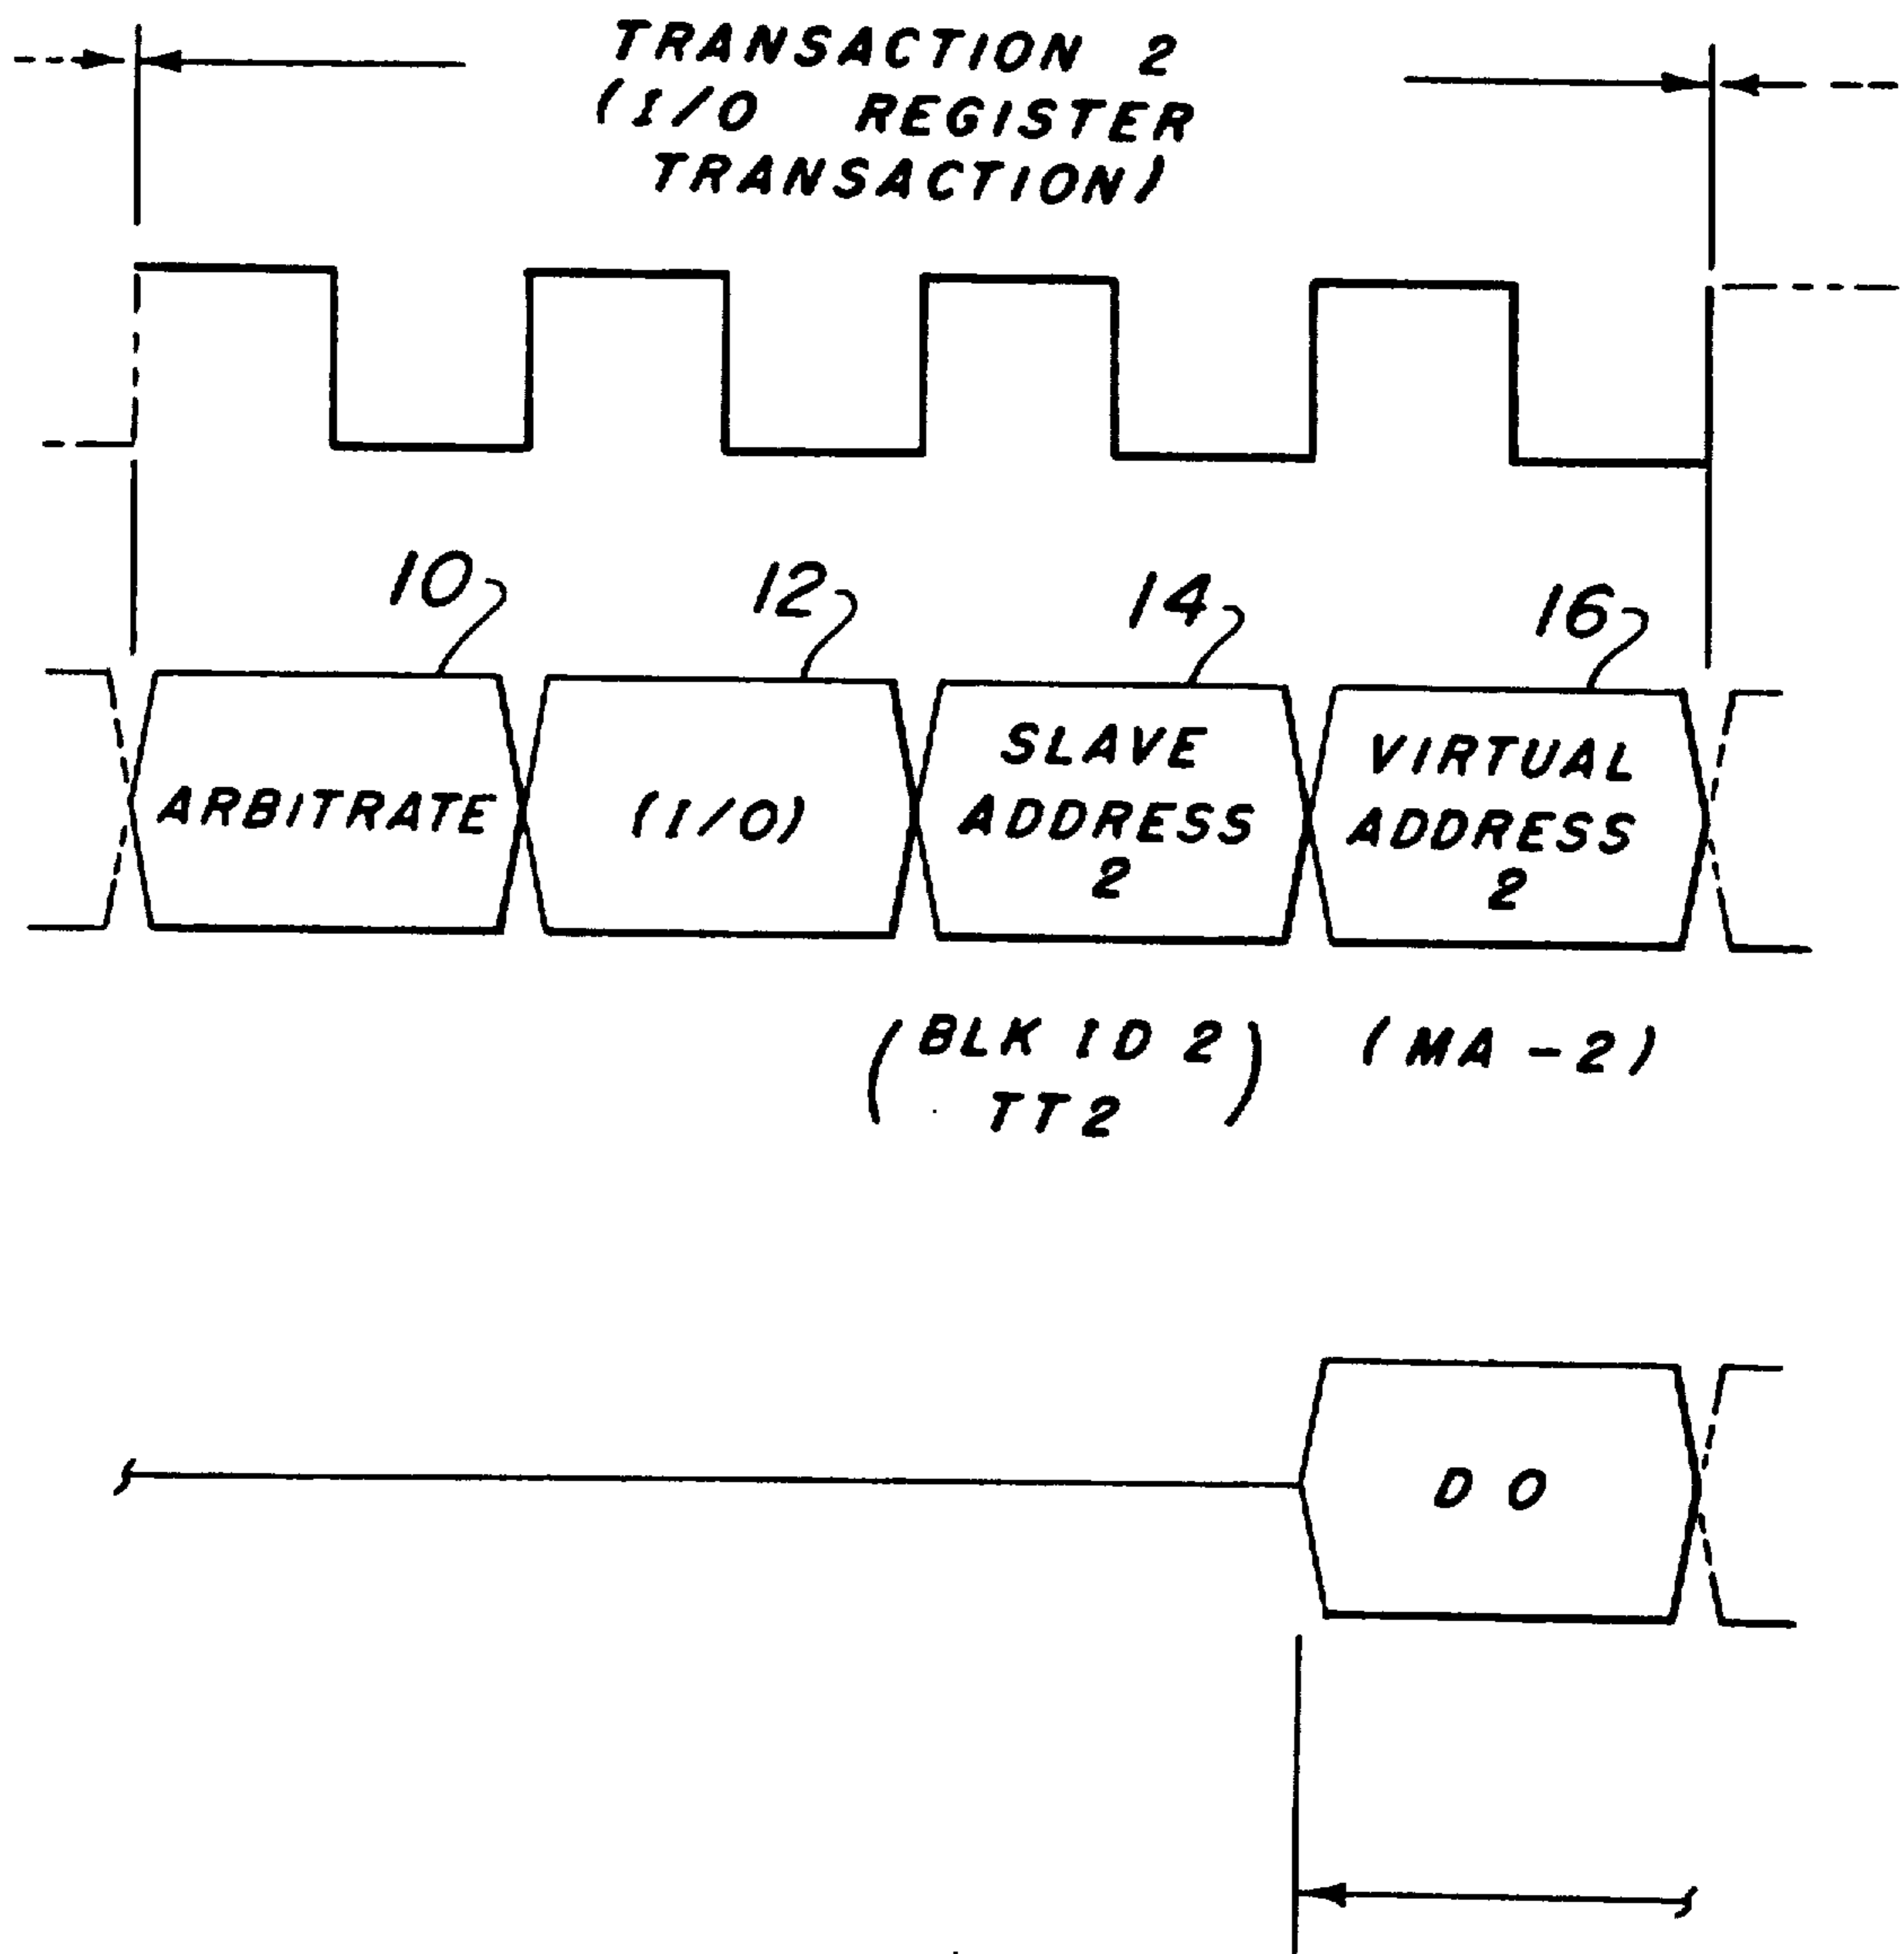 TRANSACTION 2
(I/O REGISTER
TRANSACTION)
10
12
14
16
ARBITRATE
(I/O)
SLAVE
ADDRESS
2
VIRTUAL
ADDRESS
2
(BLK ID 2
TT2)
(MA-2)
D0